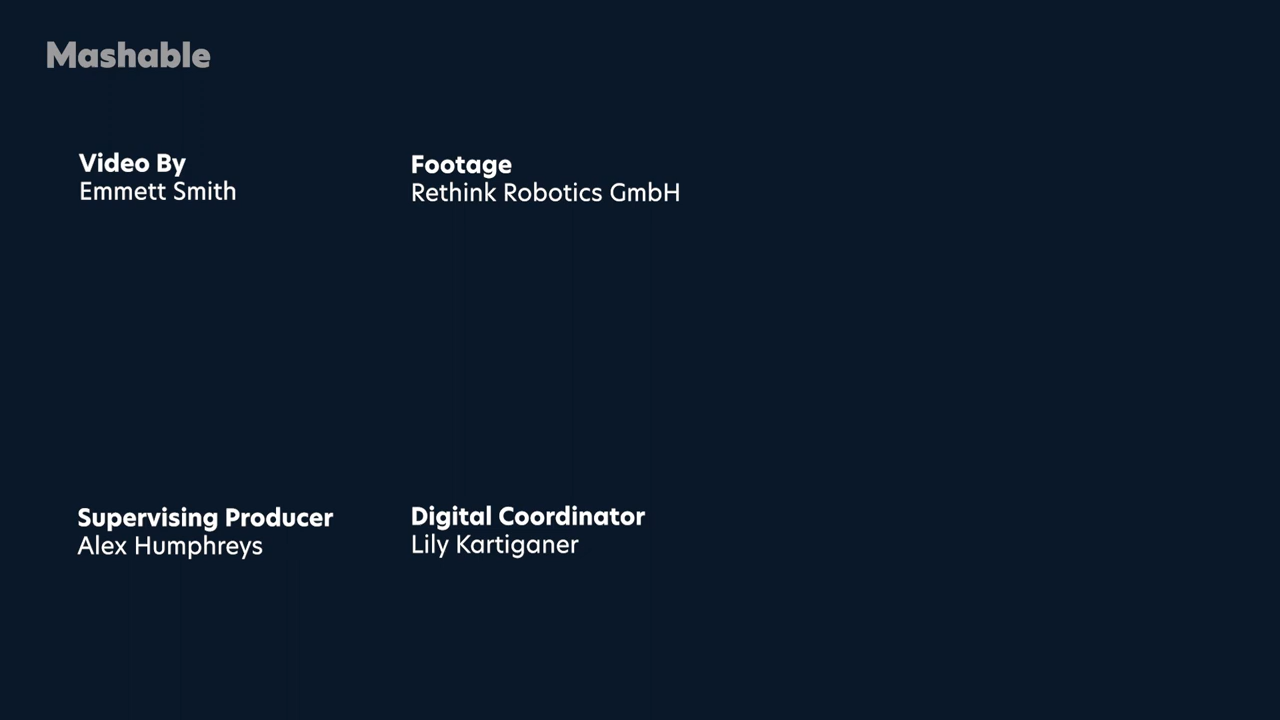 Mashable
Video By
Emmett Smith
Footage
Rethink Robotics GmbH
Supervising Producer
Alex Humphreys
Digital Coordinator
Lily Kartiganer